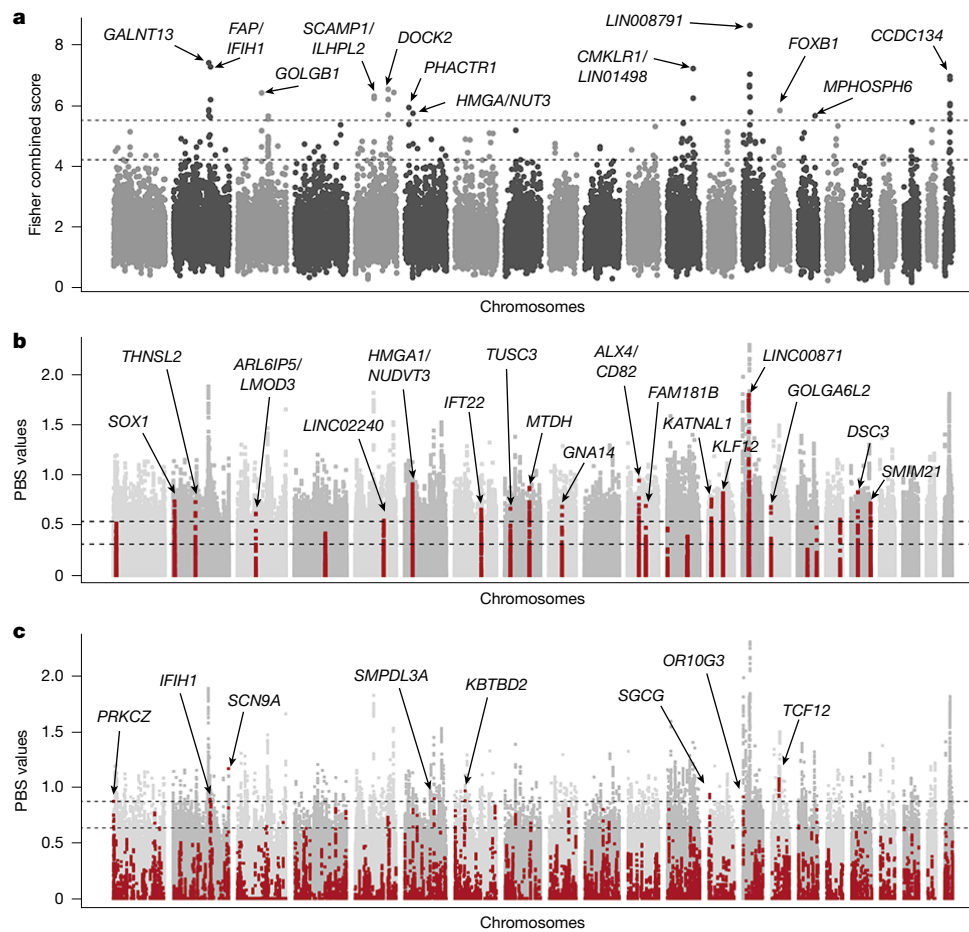 a
GALNT13
FAP/
IFIH1
GOLGB1
SCAMP1/
ILHPL2
DOCK2
PHACTR1
HMGA/NUT3
LIN008791
CMKLR1/
LIN01498
FOXB1
MPHOSPH6
CCDC134
Fisher combined score
8
6
4
2
0
Chromosomes
b
THNSL2
SOX1
ARL6IP5/
LMOD3
LINC02240
HMGA1/
NUDVT3
IFT22
TUSC3
MTDH
GNA14
ALX4/
CD82
FAM181B
KATNAL1
KLF12
LINC00871
GOLGA6L2
DSC3
SMIM21
PBS values
2.0
1.5
1.0
0.5
0
Chromosomes
c
PRKCZ
IFIH1
SCN9A
SMPDL3A
KBTBD2
SGCG
OR10G3
TCF12
PBS values
2.0
1.5
1.0
0.5
0
Chromosomes